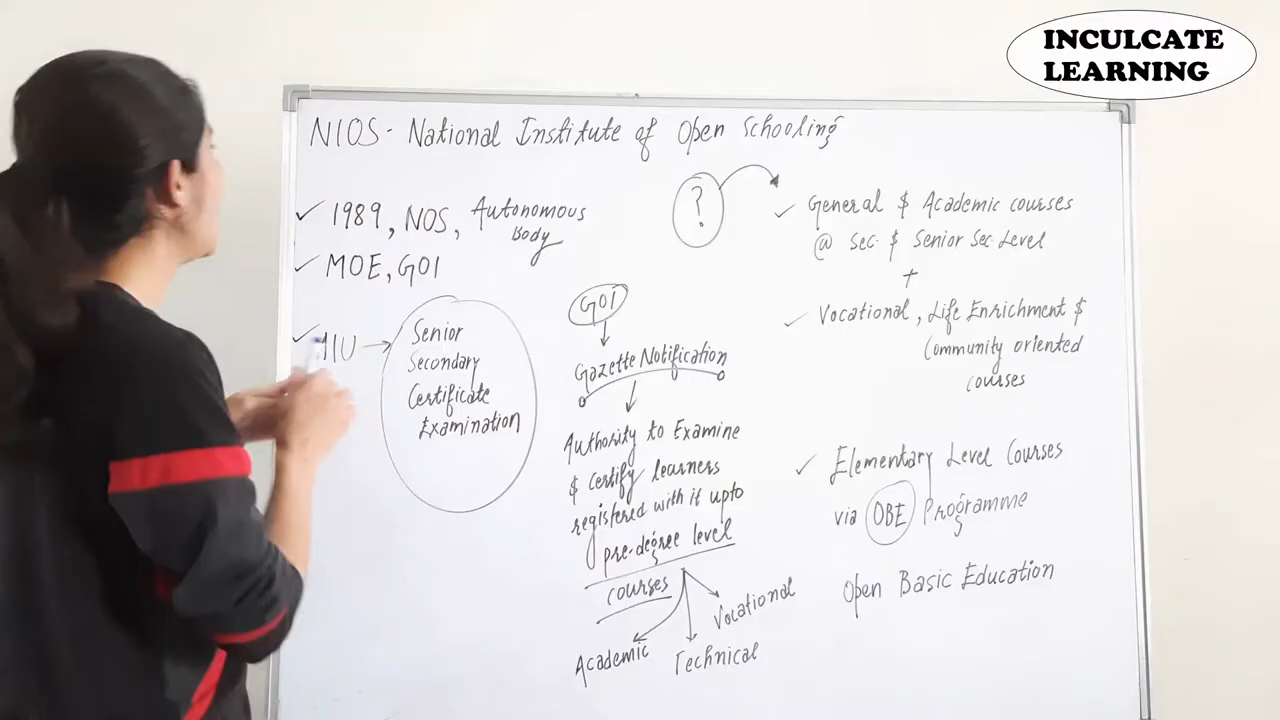 INCULCATE
LEARNING
NIOS - National Institute of Open Schooling
1989, NOS, Autonomous
Body
MOE, GOI
AIU →
Senior
Secondary
Certificate
Examination
GOI
Gazette Notification
Authority to Examine
& Certify learners
registered with it upto
pre-degree level
courses
Academic
Technical
Vocational
?
General & Academic courses
@ Sec. & Senior Sec. Level
+
Vocational, Life Enrichment &
Community oriented
courses
Elementary Level Courses
via OBE Programme
Open Basic Education